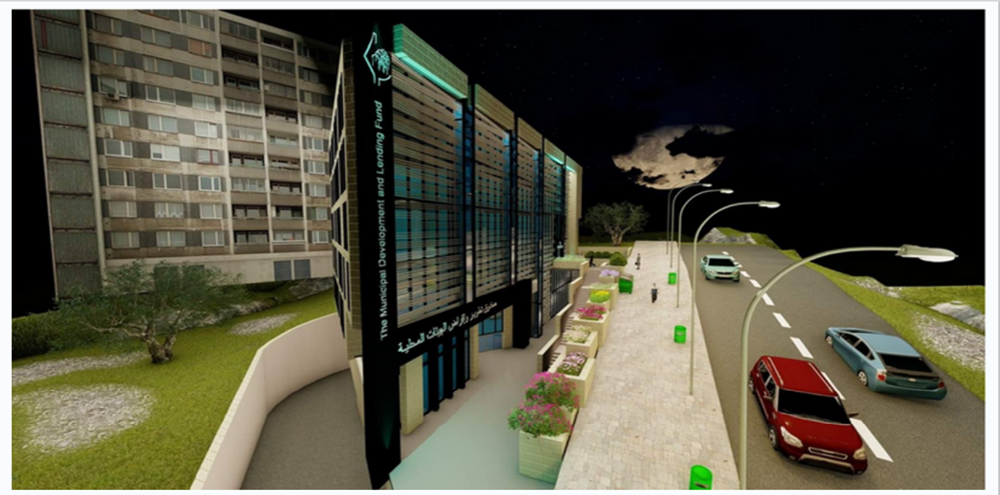 The Municipal Development and Lending Fund
صندوق تطوير وإقراض الهيئات المحلية